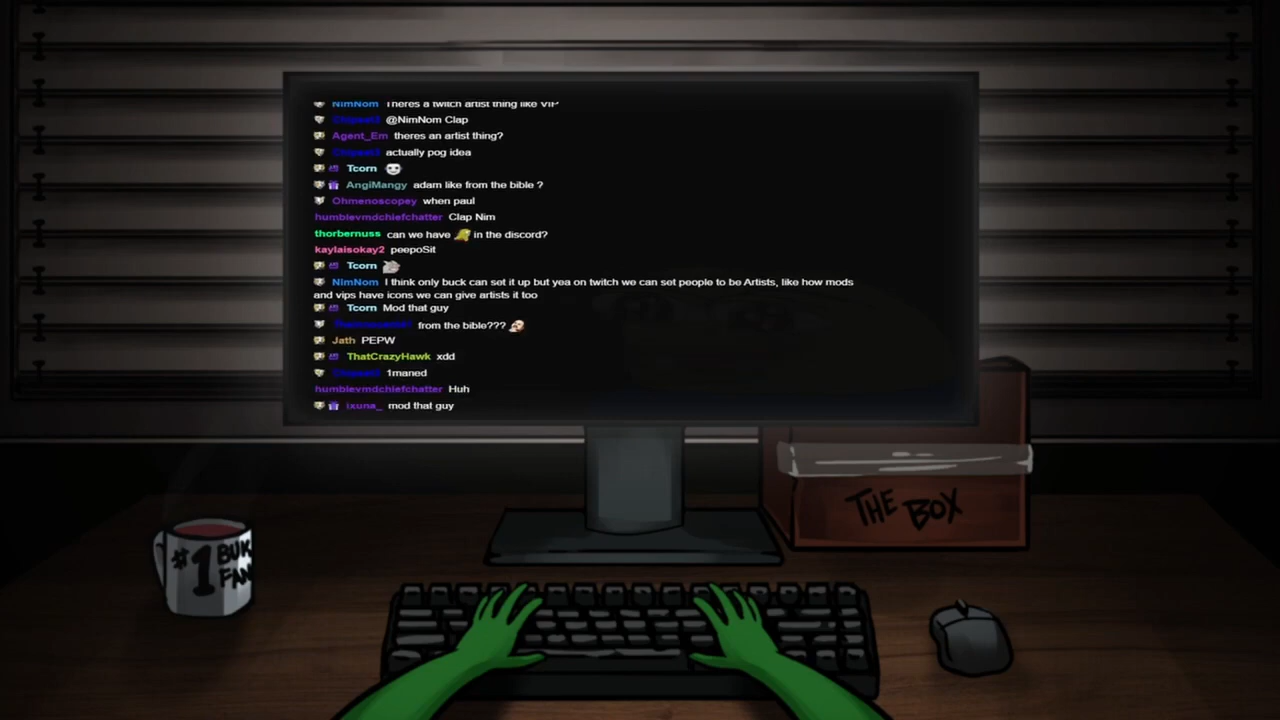 NimNom Theres a twitch artist thing like VIP
@NimNom Clap
Agent_Em theres an artist thing?
actually pog idea
Tcorn
AngiMangy adam like from the bible ?
Ohmenoscopey when paul
humblevmdchiefchatter Clap Nim
thorbernuss can we have in the discord?
kaylaisokay2 peepoSit
Tcorn
NimNom I think only buck can set it up but yea on twitch we can set people to be Artists, like how mods
and vips have icons we can give artists it too
Tcorn Mod that guy
from the bible???
Jath PEPW
ThatCrazyHawk xdd
1maned
humblevmdchiefchatter Huh
ixuna_ mod that guy
THE BOX
#1 BUK
FAN